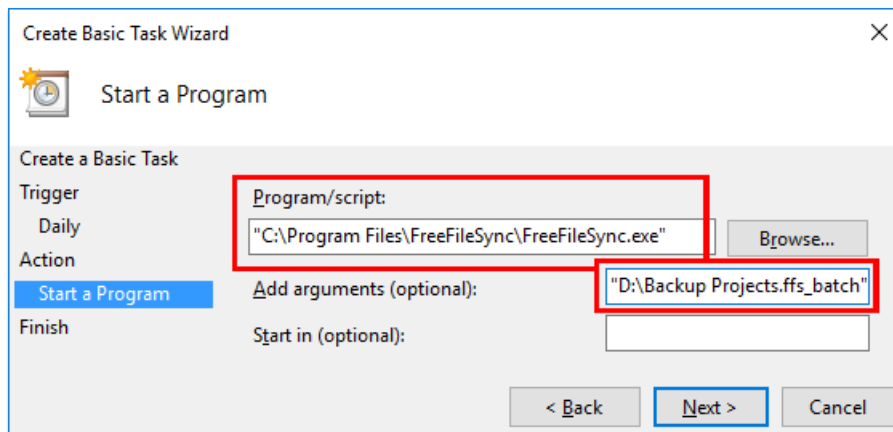 Create Basic Task Wizard
Start a Program
Create a Basic Task
Trigger
Daily
Action
Start a Program
Finish
Program/script:
"C:\Program Files\FreeFileSync\FreeFileSync.exe"
Browse...
Add arguments (optional):
"D:\Backup Projects.ffs_batch"
Start in (optional):
< Back
Next >
Cancel